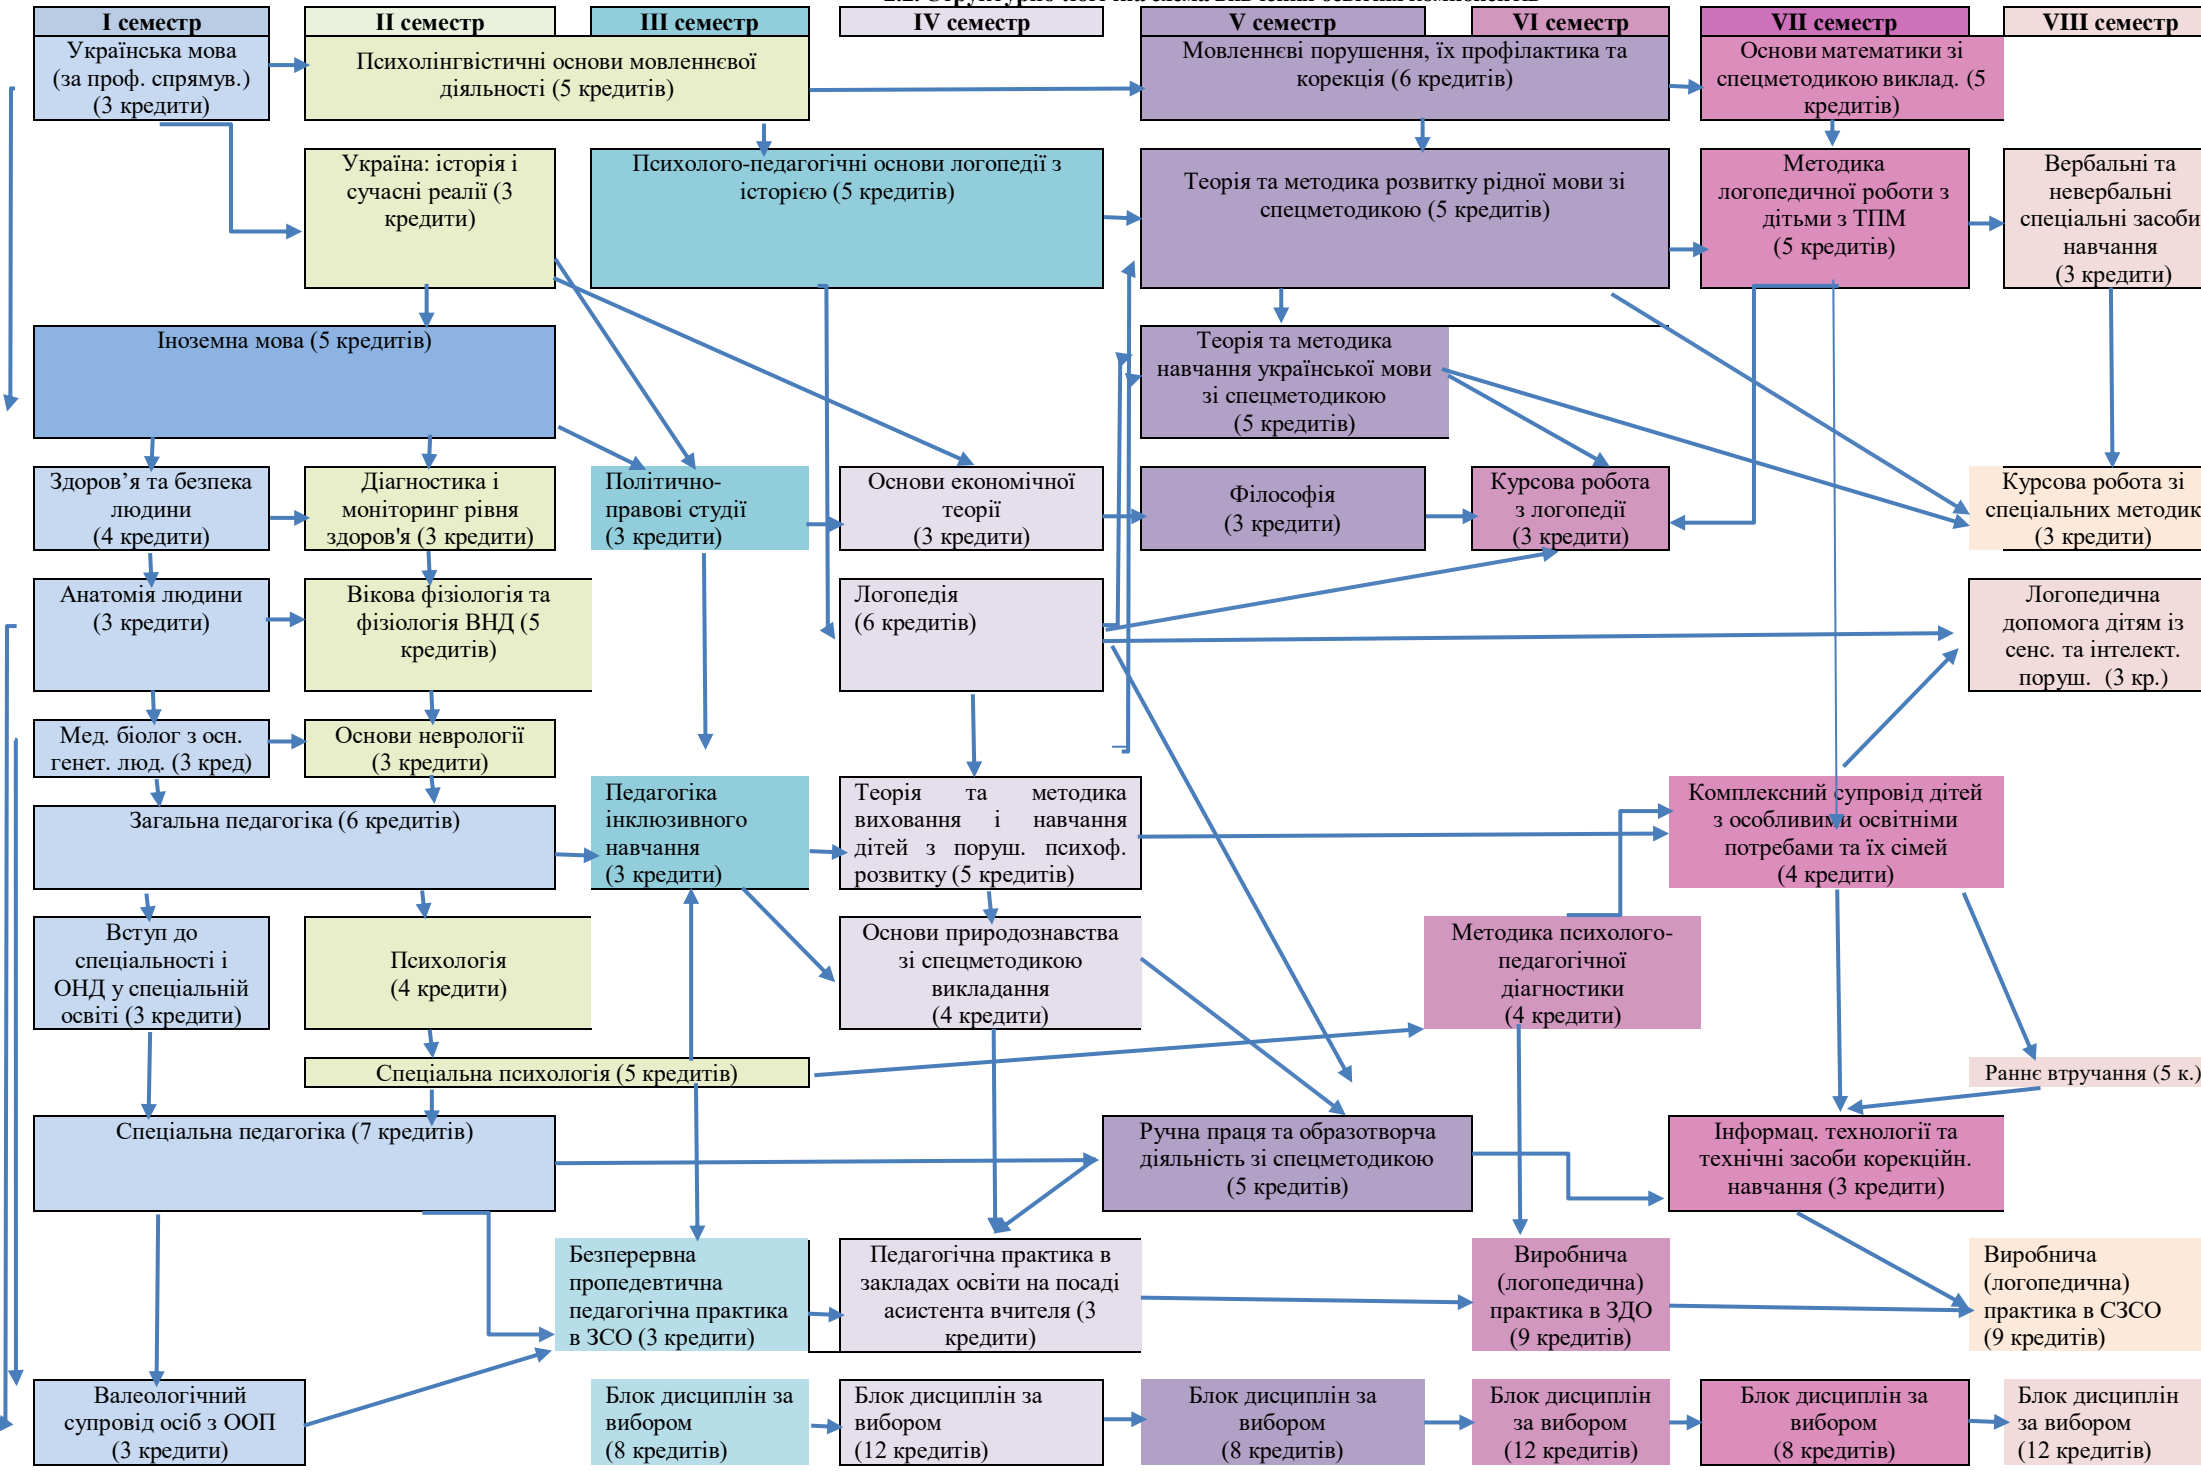 I семестр
II семестр
III семестр
IV семестр
V семестр
VI семестр
VII семестр
VIII семестр
Українська мова
(за проф. спрямув.)
(3 кредити)
Психолінгвістичні основи мовленнєвої
діяльності (5 кредитів)
Мовленнєві порушення, їх профілактика та
корекція (6 кредитів)
Основи математики зі
спецметодикою виклад. (5
кредитів)
Україна: історія і
сучасні реалії (3
кредити)
Психолого-педагогічні основи логопедії з
історією (5 кредитів)
Теорія та методика розвитку рідної мови зі
спецметодикою (5 кредитів)
Методика
логопедичної роботи з
дітьми з ТПМ
(5 кредитів)
Вербальні та
невербальні
спеціальні засоби
навчання
(3 кредити)
Іноземна мова (5 кредитів)
Теорія та методика
навчання української мови
зі спецметодикою
(5 кредитів)
Здоров’я та безпека
людини
(4 кредити)
Діагностика і
моніторинг рівня
здоров'я (3 кредити)
Політично-
правові студії
(3 кредити)
Основи економічної
теорії
(3 кредити)
Філософія
(3 кредити)
Курсова робота
з логопедії
(3 кредити)
Курсова робота зі
спеціальних методик
(3 кредити)
Анатомія людини
(3 кредити)
Вікова фізіологія та
фізіологія ВНД (5
кредитів)
Логопедія
(6 кредитів)
Логопедична
допомога дітям із
сенс. та інтелект.
поруш. (3 кр.)
Мед. біолог з осн.
генет. люд. (3 кред)
Основи неврології
(3 кредити)
Загальна педагогіка (6 кредитів)
Педагогіка
інклюзивного
навчання
(3 кредити)
Теорія та методика
виховання і навчання
дітей з поруш. психоф.
розвитку (5 кредитів)
Комплексний супровід дітей
з особливими освітніми
потребами та їх сімей
(4 кредити)
Вступ до
спеціальності і
ОНД у спеціальній
освіті (3 кредити)
Психологія
(4 кредити)
Основи природознавства
зі спецметодикою
викладання
(4 кредити)
Методика психолого-
педагогічної
діагностики
(4 кредити)
Спеціальна психологія (5 кредитів)
Раннє втручання (5 к.)
Спеціальна педагогіка (7 кредитів)
Ручна праця та образотворча
діяльність зі спецметодикою
(5 кредитів)
Інформац. технології та
технічні засоби корекційн.
навчання (3 кредити)
Безперервна
пропедевтична
педагогічна практика
в ЗСО (3 кредити)
Педагогічна практика в
закладах освіти на посаді
асистента вчителя (3
кредити)
Виробнича
(логопедична)
практика в ЗДО
(9 кредитів)
Виробнича
(логопедична)
практика в СЗСО
(9 кредитів)
Валеологічний
супровід осіб з ООП
(3 кредити)
Блок дисциплін за
вибором
(8 кредитів)
Блок дисциплін за
вибором
(12 кредитів)
Блок дисциплін за
вибором
(8 кредитів)
Блок дисциплін
за вибором
(12 кредитів)
Блок дисциплін за
вибором
(8 кредитів)
Блок дисциплін
за вибором
(12 кредитів)